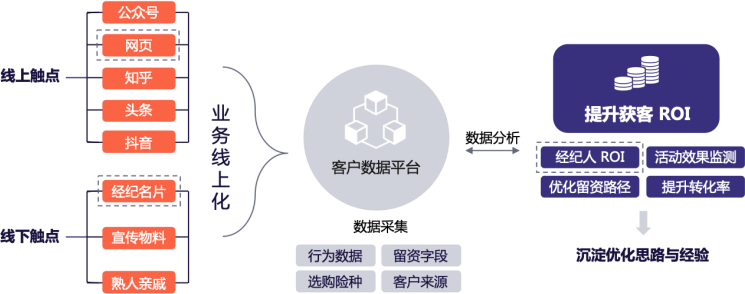 线上触点
公众号
网页
知乎
头条
抖音
线下触点
经纪名片
宣传物料
熟人亲戚
业务线上化
客户数据平台
数据采集
行为数据
留资字段
选购险种
客户来源
数据分析
提升获客 ROI
经纪人 ROI
活动效果监测
优化留资路径
提升转化率
沉淀优化思路与经验